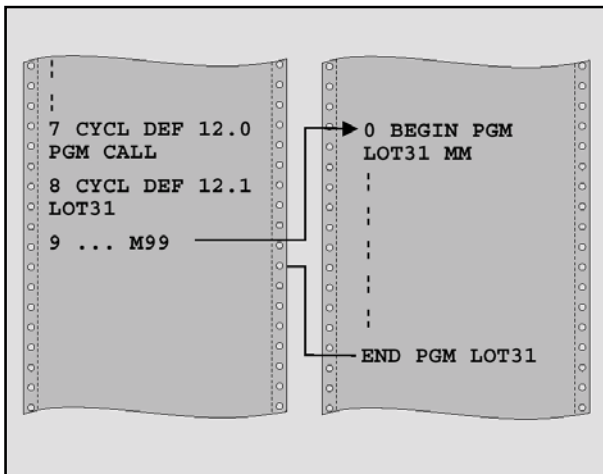 7 CYCL DEF 12.0
PGM CALL
8 CYCL DEF 12.1
LOT31
9 ... M99
0 BEGIN PGM
LOT31 MM
END PGM LOT31